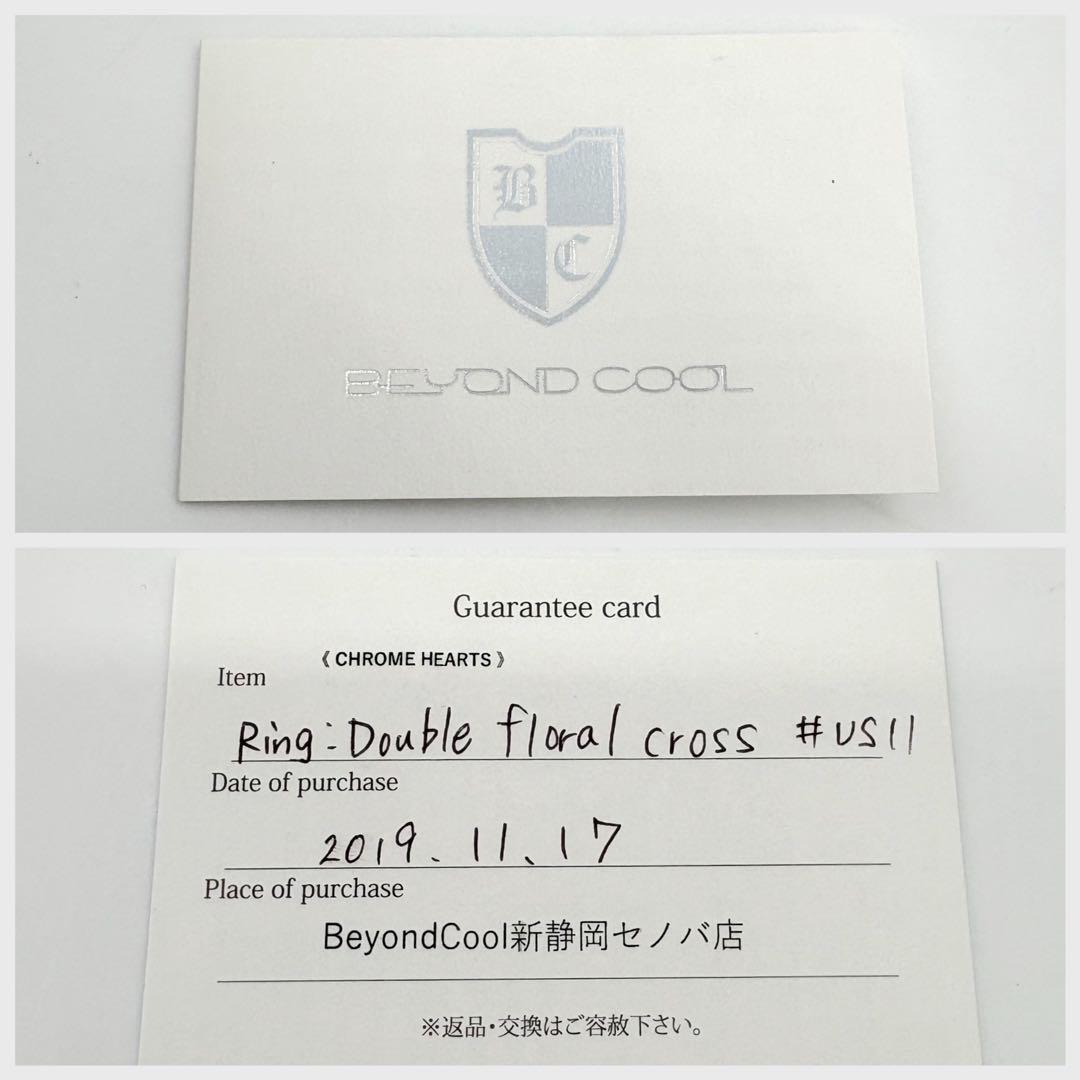 B
C
BEYOND COOL
Guarantee card
《 CHROME HEARTS 》
Item
Ring : Double floral cross #US11
Date of purchase
2019. 11、17
Place of purchase
BeyondCool新静岡セノバ店
※返品・交換はご容赦下さい。